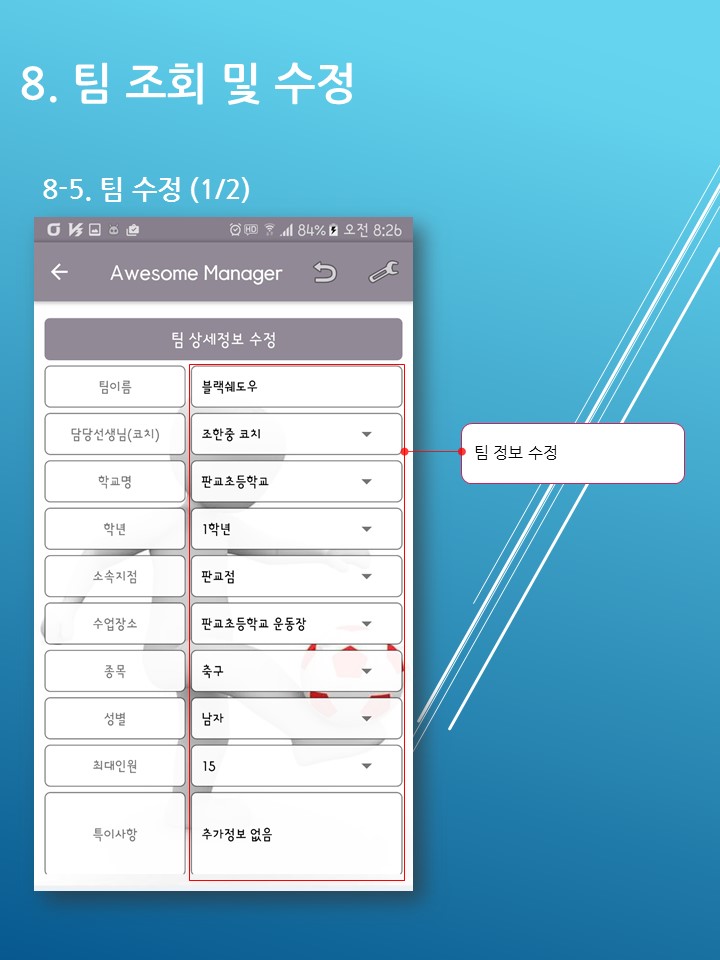 8. 팀 조회 및 수정
8-5. 팀 수정 (1/2)
HD 84% 오전 8:26
Awesome Manager
팀 상세정보 수정
팀이름 블랙쉐도우
담당선생님(코치) 조한중 코치
학교명 판교초등학교
학년 1학년
소속지점 판교점
수업장소 판교초등학교 운동장
종목 축구
성별 남자
최대인원 15
특이사항 추가정보 없음
팀 정보 수정